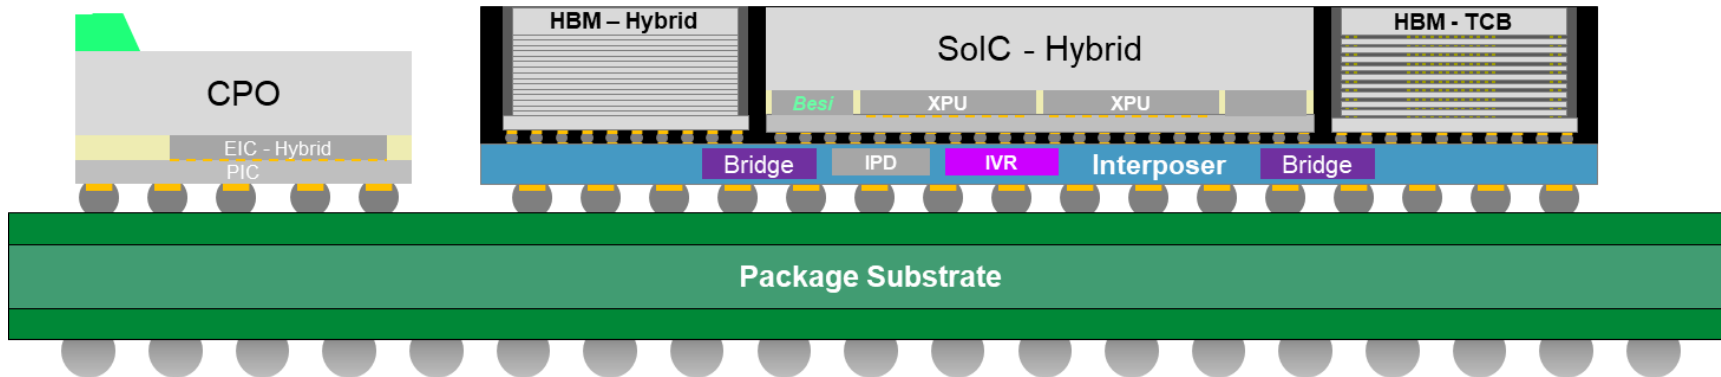 HBM – Hybrid
SoIC - Hybrid
HBM - TCB
CPO
Besi
XPU
XPU
EIC - Hybrid
PIC
Bridge
IPD
IVR
Interposer
Bridge
Package Substrate